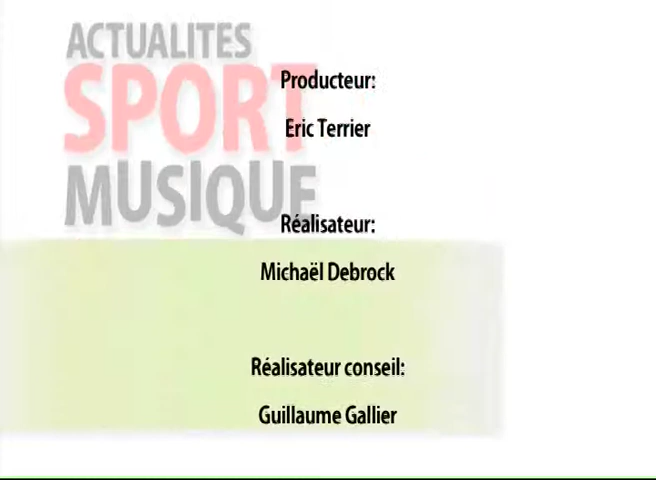 ACTUALITES
SPORT
MUSIQUE
Producteur:
Eric Terrier
Réalisateur:
Michaël Debrock
Réalisateur conseil:
Guillaume Gallier